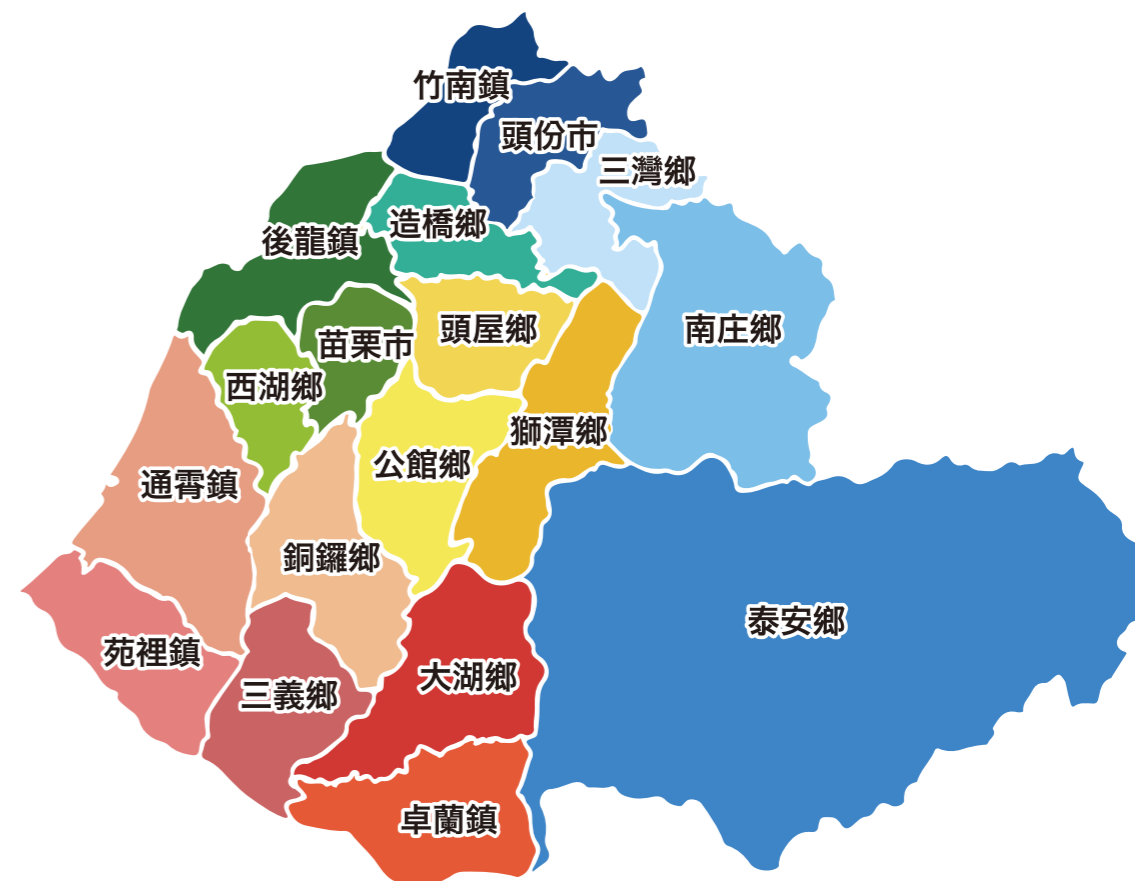 竹南鎮
頭份市
三灣鄉
造橋鄉
後龍鎮
頭屋鄉
南庄鄉
苗栗市
西湖鄉
獅潭鄉
公館鄉
通霄鎮
銅鑼鄉
泰安鄉
苑裡鎮
大湖鄉
三義鄉
卓蘭鎮